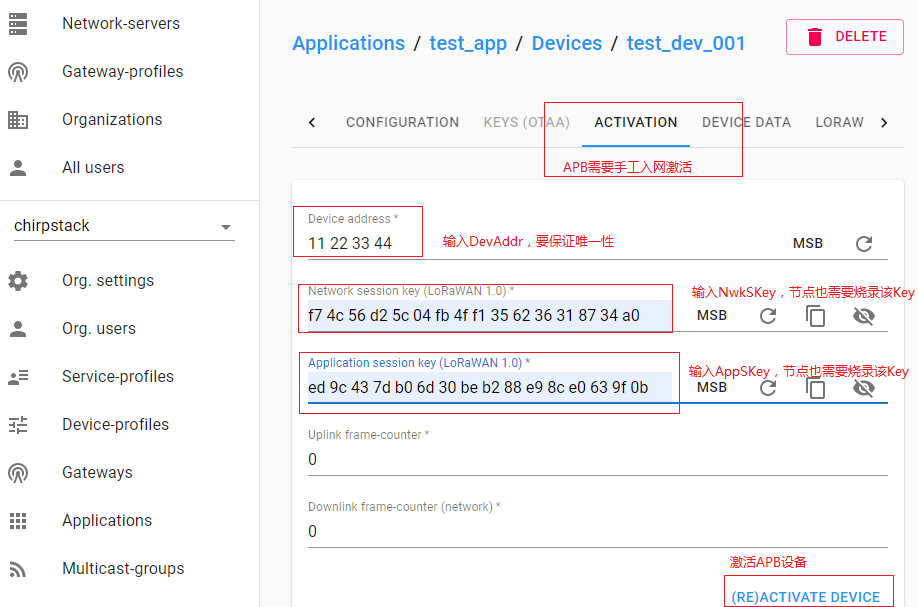 Network-servers
Gateway-profiles
Organizations
All users
chirpstack
Org. settings
Org. users
Service-profiles
Device-profiles
Gateways
Applications
Multicast-groups
Applications / test_app / Devices / test_dev_001
DELETE
CONFIGURATION KEYS (OTAA) ACTIVATION DEVICE DATA LORAW
APB需要手工入网激活
Device address *
11 22 33 44
输入DevAddr，要保证唯一性
MSB
Network session key (LoRaWAN 1.0) *
输入NwkSKey，节点也需要烧录该Key
f7 4c 56 d2 5c 04 fb 4f f1 35 62 36 31 87 34 a0
MSB
Application session key (LoRaWAN 1.0) *
输入AppSKey，节点也需要烧录该Key
ed 9c 43 7d b0 6d 30 be b2 88 e9 8c e0 63 9f 0b
MSB
Uplink frame-counter *
0
Downlink frame-counter (network) *
0
激活APB设备
(RE)ACTIVATE DEVICE